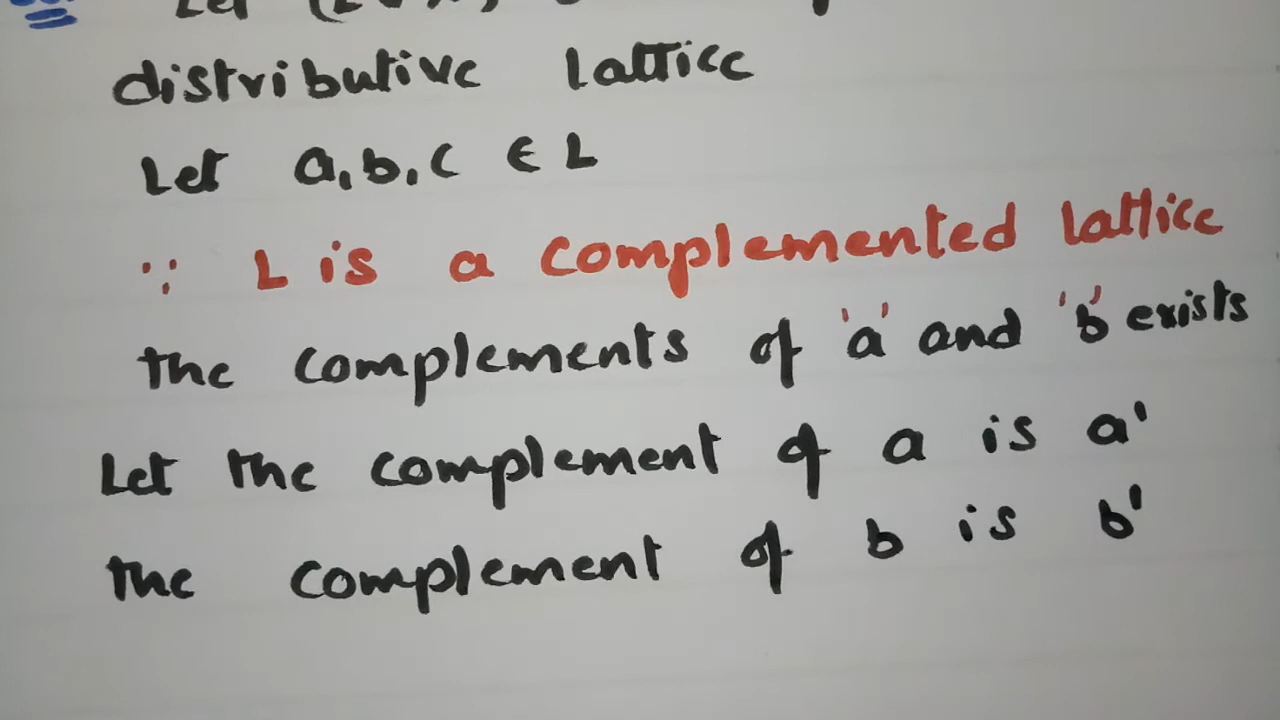 Let (L
distributive lattice
Let a, b, c ∈ L
∵ L is a complemented lattice
The complements of 'a' and 'b' exists
Let the complement of a is a'
The complement of b is b'